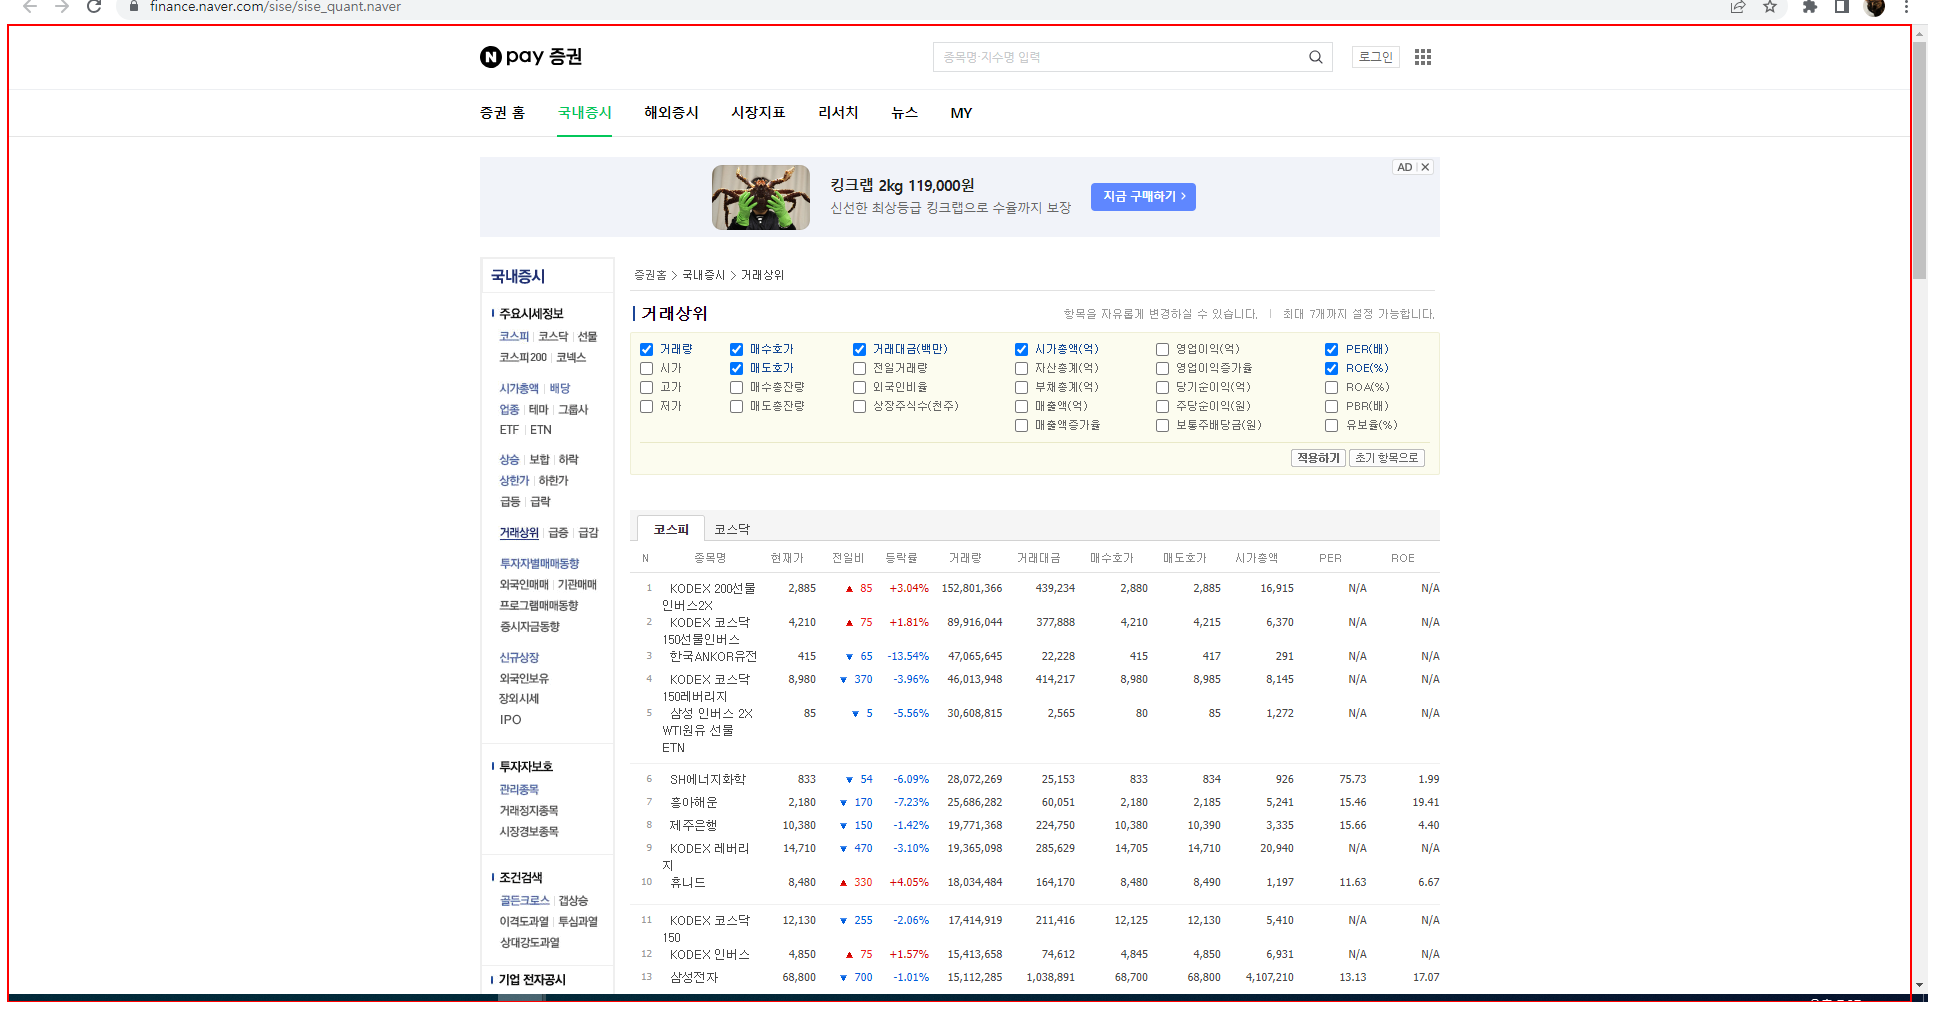 finance.naver.com/sise/sise_quant.naver
N pay 증권
종목명·지수명 입력
로그인
증권 홈 국내증시 해외증시 시장지표 리서치 뉴스 MY
AD
킹크랩 2kg 119,000원
신선한 최상등급 킹크랩으로 수율까지 보장
지금 구매하기
국내증시
주요시세정보
코스피 코스닥 선물
코스피200 코넥스
시가총액 배당
업종 테마 그룹사
ETF ETN
상승 보합 하락
상한가 하한가
급등 급락
거래상위 급증 급감
투자자별매매동향
외국인매매 기관매매
프로그램매매동향
증시자금동향
신규상장
외국인보유
장외시세
IPO
투자자보호
관리종목
거래정지종목
시장경보종목
조건검색
골든크로스 갭상승
이격도과열 투심과열
상대강도과열
기업 전자공시
증권홈 > 국내증시 > 거래상위
거래상위
항목을 자유롭게 변경하실 수 있습니다. 최대 7개까지 설정 가능합니다.
거래량 매수호가 거래대금(백만) 시가총액(억) 영업이익(억) PER(배)
시가 매도호가 전일거래량 자산총계(억) 영업이익증가율 ROE(%)
고가 매수총잔량 외국인비율 부채총계(억) 당기순이익(억) ROA(%)
저가 매도총잔량 상장주식수(천주) 매출액(억) 주당순이익(원) PBR(배)
매출액증가율 보통주배당금(원) 유보율(%)
적용하기 초기 항목으로
코스피 코스닥
N 종목명 현재가 전일비 등락률 거래량 거래대금 매수호가 매도호가 시가총액 PER ROE
1 KODEX 200선물 2,885 ▲ 85 +3.04% 152,801,366 439,234 2,880 2,885 16,915 N/A N/A
인버스2X
2 KODEX 코스닥 4,210 ▲ 75 +1.81% 89,916,044 377,888 4,210 4,215 6,370 N/A N/A
150선물인버스
3 한국ANKOR유전 415 ▼ 65 -13.54% 47,065,645 22,228 415 417 291 N/A N/A
4 KODEX 코스닥 8,980 ▼ 370 -3.96% 46,013,948 414,217 8,980 8,985 8,145 N/A N/A
150레버리지
5 삼성 인버스 2X 85 ▼ 5 -5.56% 30,608,815 2,565 80 85 1,272 N/A N/A
WTI원유 선물
ETN
6 SH에너지화학 833 ▼ 54 -6.09% 28,072,269 25,153 833 834 926 75.73 1.99
7 흥아해운 2,180 ▼ 170 -7.23% 25,686,282 60,051 2,180 2,185 5,241 15.46 19.41
8 제주은행 10,380 ▼ 150 -1.42% 19,771,368 224,750 10,380 10,390 3,335 15.66 4.40
9 KODEX 레버리 14,710 ▼ 470 -3.10% 19,365,098 285,629 14,705 14,710 20,940 N/A N/A
지
10 휴니드 8,480 ▲ 330 +4.05% 18,034,484 164,170 8,480 8,490 1,197 11.63 6.67
11 KODEX 코스닥 12,130 ▼ 255 -2.06% 17,414,919 211,416 12,125 12,130 5,410 N/A N/A
150
12 KODEX 인버스 4,850 ▲ 75 +1.57% 15,413,658 74,612 4,845 4,850 6,931 N/A N/A
13 삼성전자 68,800 ▼ 700 -1.01% 15,112,285 1,038,891 68,700 68,800 4,107,210 13.13 17.07